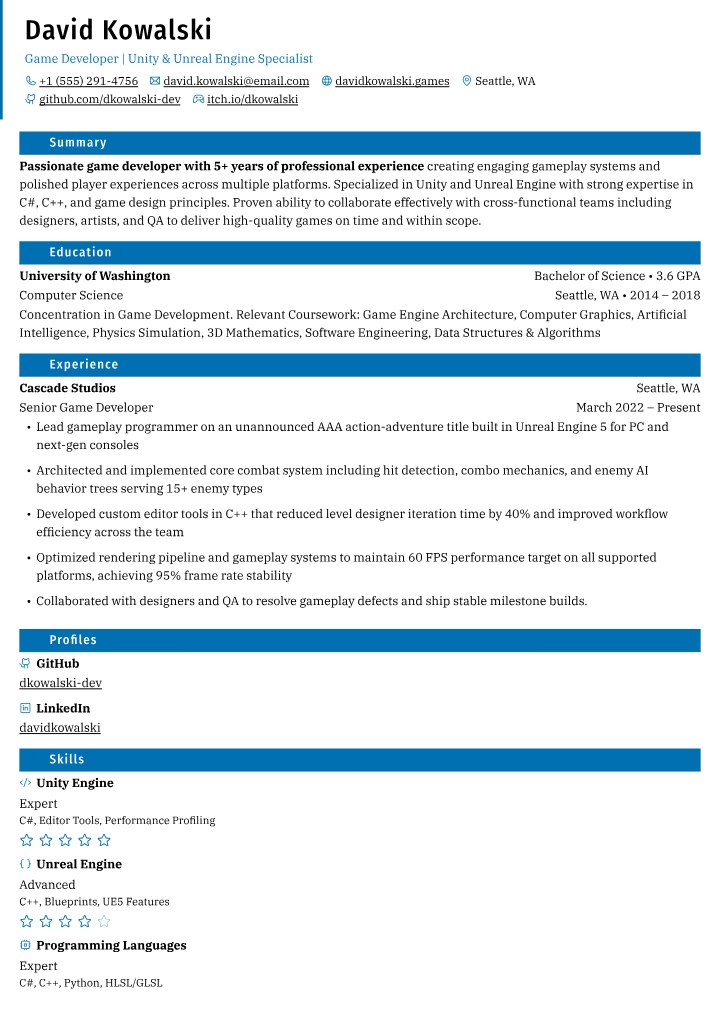 David Kowalski
Game Developer | Unity & Unreal Engine Specialist
+1 (555) 291-4756 david.kowalski@email.com davidkowalski.games Seattle, WA
github.com/dkowalski-dev itch.io/dkowalski
Summary
Passionate game developer with 5+ years of professional experience creating engaging gameplay systems and
polished player experiences across multiple platforms. Specialized in Unity and Unreal Engine with strong expertise in
C#, C++, and game design principles. Proven ability to collaborate effectively with cross-functional teams including
designers, artists, and QA to deliver high-quality games on time and within scope.
Education
University of Washington Bachelor of Science • 3.6 GPA
Computer Science Seattle, WA • 2014 – 2018
Concentration in Game Development. Relevant Coursework: Game Engine Architecture, Computer Graphics, Artificial
Intelligence, Physics Simulation, 3D Mathematics, Software Engineering, Data Structures & Algorithms
Experience
Cascade Studios Seattle, WA
Senior Game Developer March 2022 – Present
• Lead gameplay programmer on an unannounced AAA action-adventure title built in Unreal Engine 5 for PC and
next-gen consoles
• Architected and implemented core combat system including hit detection, combo mechanics, and enemy AI
behavior trees serving 15+ enemy types
• Developed custom editor tools in C++ that reduced level designer iteration time by 40% and improved workflow
efficiency across the team
• Optimized rendering pipeline and gameplay systems to maintain 60 FPS performance target on all supported
platforms, achieving 95% frame rate stability
• Collaborated with designers and QA to resolve gameplay defects and ship stable milestone builds.
Profiles
GitHub
dkowalski-dev
LinkedIn
davidkowalski
Skills
Unity Engine
Expert
C#, Editor Tools, Performance Profiling
Unreal Engine
Advanced
C++, Blueprints, UE5 Features
Programming Languages
Expert
C#, C++, Python, HLSL/GLSL